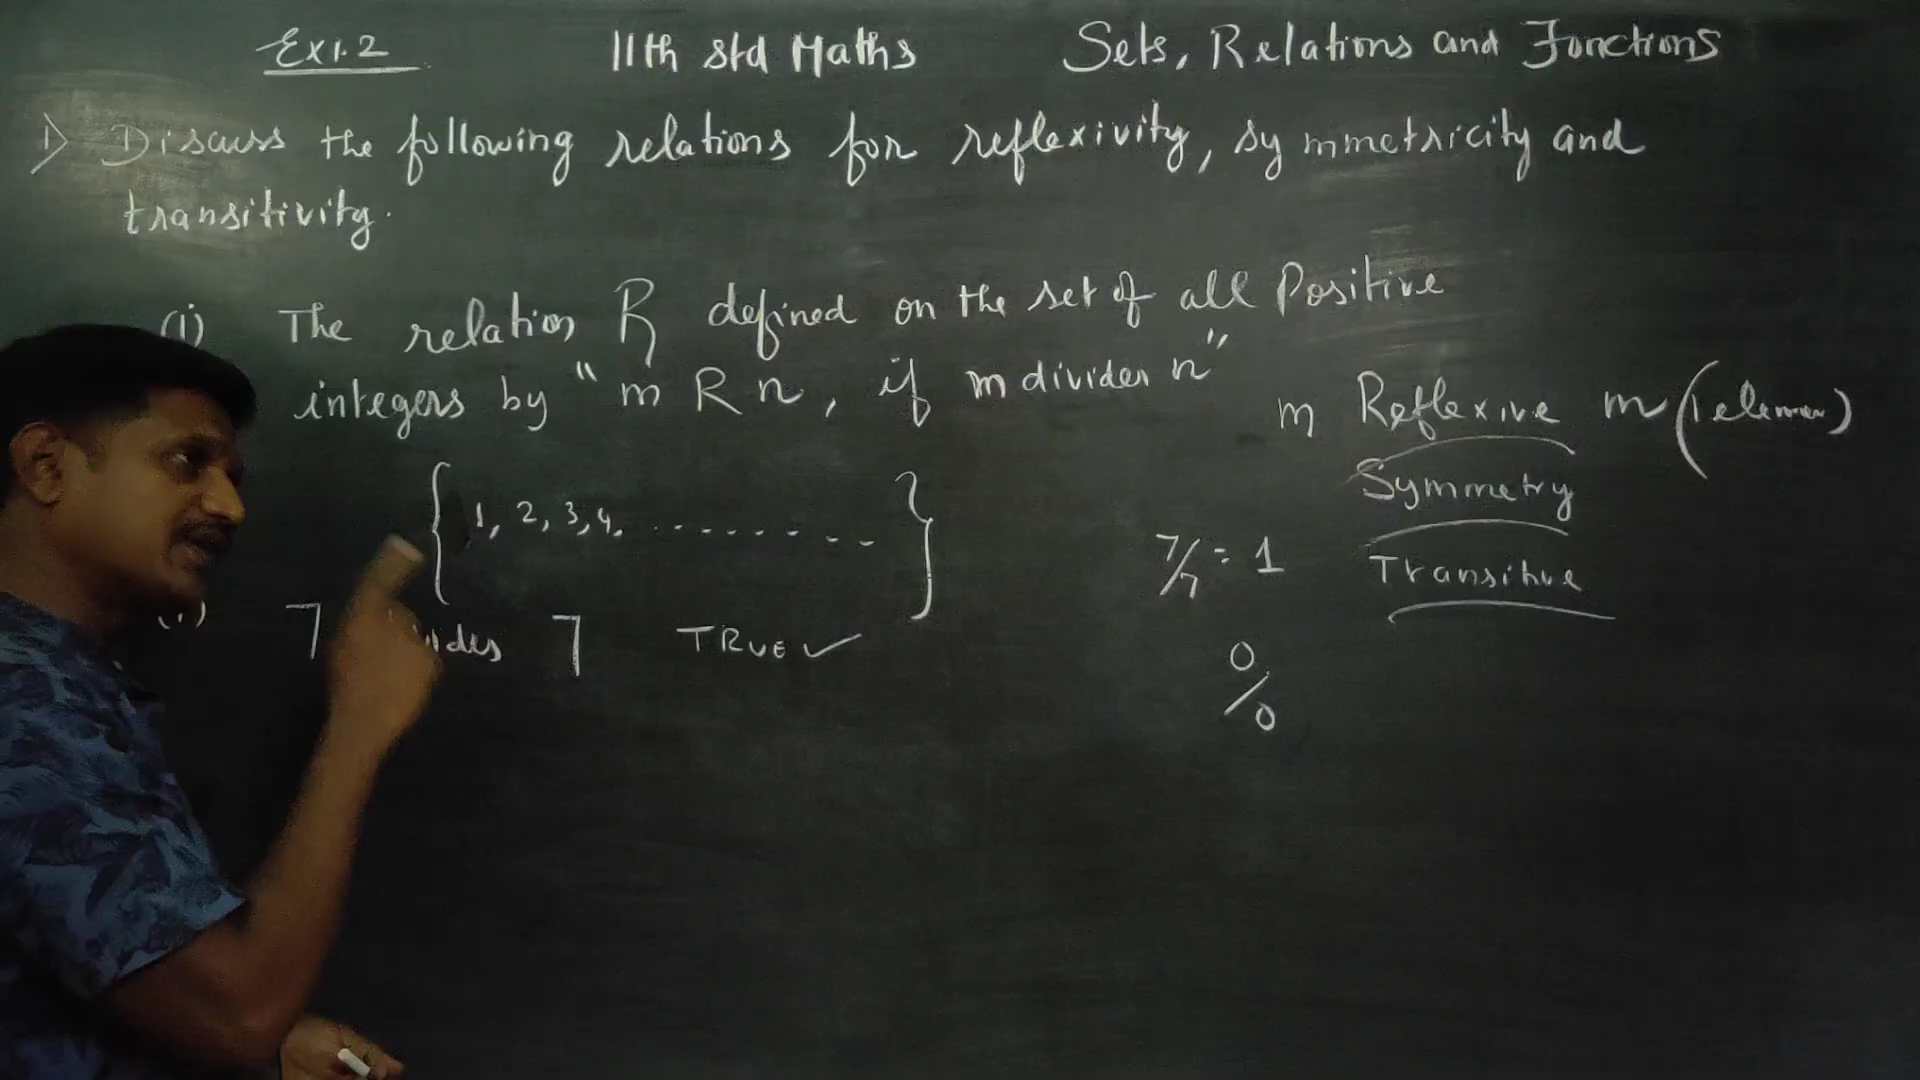 Ex1.2 11th std Maths Sets, Relations and Functions
1) Discuss the following relations for reflexivity, symmetricity and
transitivity.
(i) The relation R defined on the set of all Positive
integers by "m R n, if m divides n"
m Reflexive m (1 element)
Symmetry
{ 1, 2, 3, 4, ........ }
7/7 = 1 Transitive
(i) 7 7 TRUE ✓
0/0